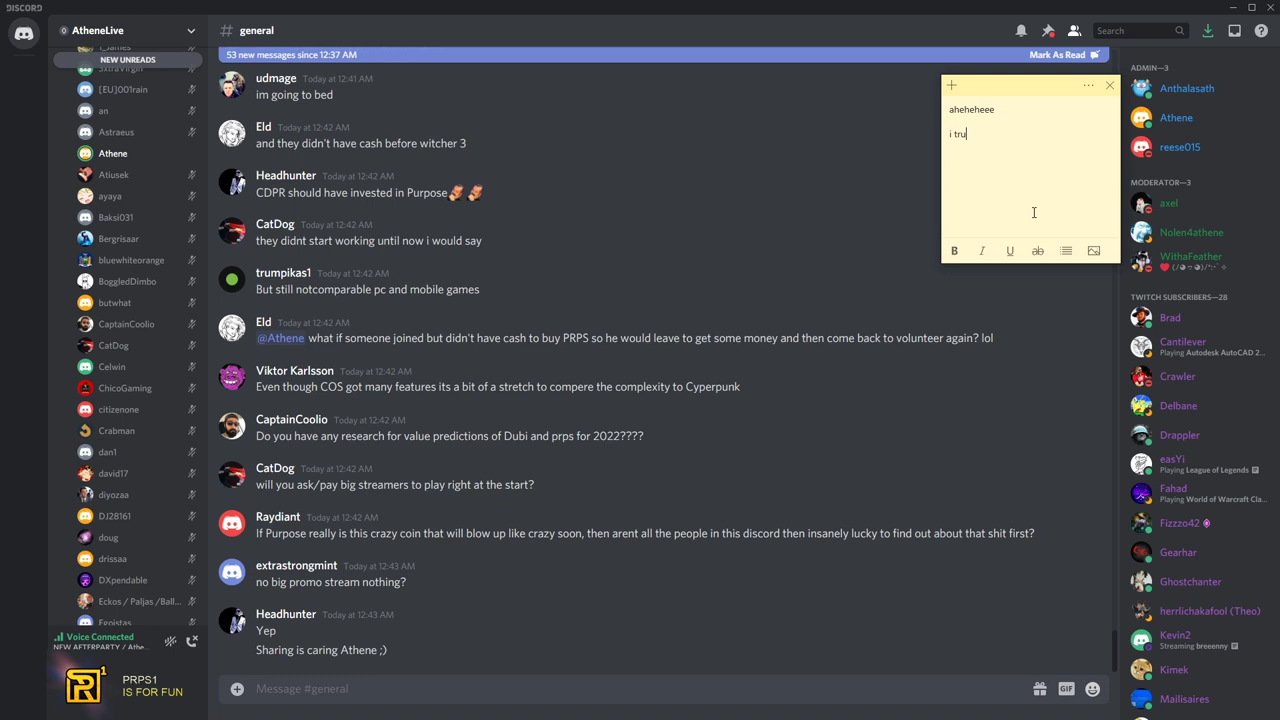 DISCORD
AtheneLive
NEW UNREADS
[EU]001rain
an
Astraeus
Athene
Atiusek
ayaya
Baksi031
Bergrisaar
bluewhiteorange
BoggledDimbo
butwhat
CaptainCoolio
CatDog
Celwin
ChicoGaming
citizenone
Crabman
dan1
david17
diyozaa
DJ28161
doug
drissaa
DXpendable
Eckos / Paljas /Ball...
Egoistas
Voice Connected
NEW AFTERPARTY / Athe...
PRPS1
IS FOR FUN
# general
Search
53 new messages since 12:37 AM
Mark As Read
udmage Today at 12:41 AM
im going to bed
Eld Today at 12:42 AM
and they didn't have cash before witcher 3
Headhunter Today at 12:42 AM
CDPR should have invested in Purpose
CatDog Today at 12:42 AM
they didnt start working until now i would say
trumpikas1 Today at 12:42 AM
But still notcomparable pc and mobile games
Eld Today at 12:42 AM
@Athene what if someone joined but didn't have cash to buy PRPS so he would leave to get some money and then come back to volunteer again? lol
Viktor Karlsson Today at 12:42 AM
Even though COS got many features its a bit of a stretch to compere the complexity to Cyperpunk
CaptainCoolio Today at 12:42 AM
Do you have any research for value predictions of Dubi and prps for 2022????
CatDog Today at 12:42 AM
will you ask/pay big streamers to play right at the start?
Raydiant Today at 12:42 AM
If Purpose really is this crazy coin that will blow up like crazy soon, then arent all the people in this discord then insanely lucky to find out about that shit first?
extrastrongmint Today at 12:43 AM
no big promo stream nothing?
Headhunter Today at 12:43 AM
Yep
Sharing is caring Athene ;)
Message #general
GIF
aheheheee
i tru
B I U ab
ADMIN—3
Anthalasath
Athene
reese015
MODERATOR—3
axel
Nolen4athene
WithaFeather
TWITCH SUBSCRIBERS—28
Brad
Cantilever
Playing Autodesk AutoCAD 2...
Crawler
Delbane
Drappler
easYi
Playing League of Legends
Fahad
Playing World of Warcraft Cla...
Fizzzo42
Gearhar
Ghostchanter
herrlichakafool (Theo)
Kevin2
Streaming breeenny
Kimek
Mailisaires